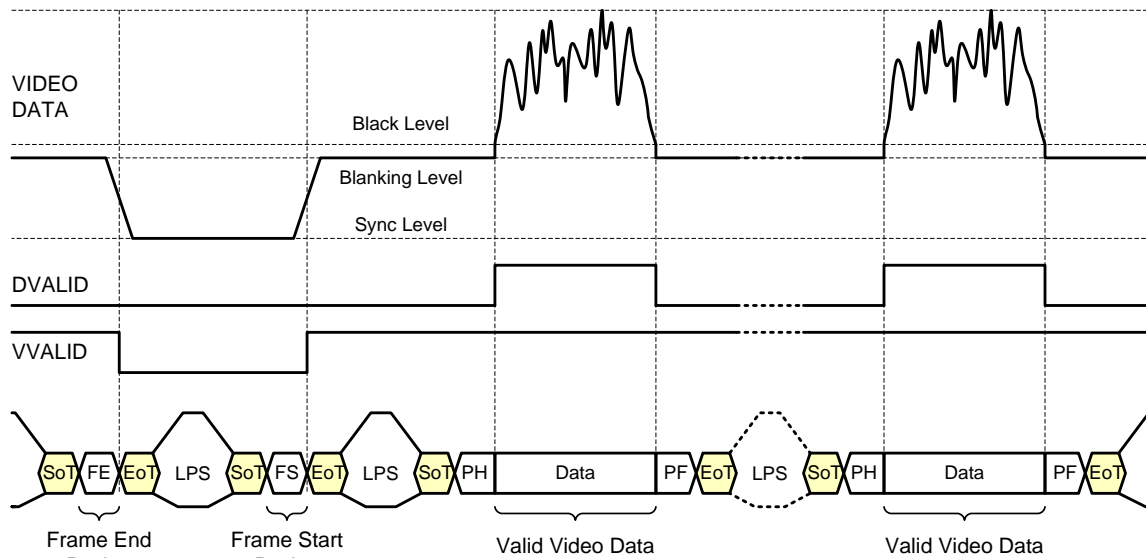 VIDEO
DATA
Black Level
Blanking Level
Sync Level
DVALID
VVALID
SoT FE EoT LPS SoT FS EoT LPS SoT PH Data PF EoT LPS SoT PH Data PF EoT
Frame End
Frame Start
Valid Video Data
Valid Video Data